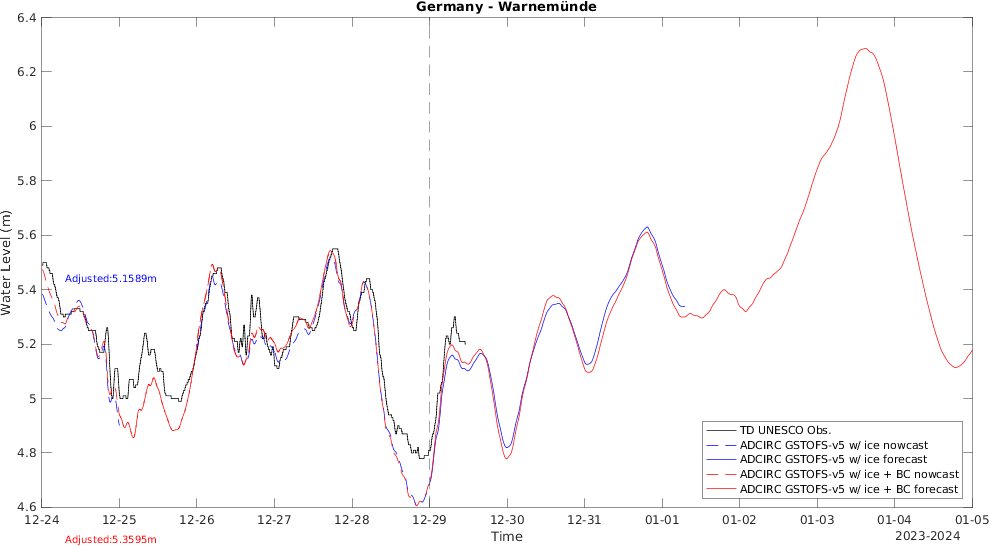 Germany - Warnemünde
6.4
6.2
6
5.8
5.6
5.4
5.2
5
4.8
4.6
Water Level (m)
Adjusted:5.1589m
TD UNESCO Obs.
ADCIRC GSTOFS-v5 w/ ice nowcast
ADCIRC GSTOFS-v5 w/ ice forecast
ADCIRC GSTOFS-v5 w/ ice + BC nowcast
ADCIRC GSTOFS-v5 w/ ice + BC forecast
12-24 12-25 12-26 12-27 12-28 12-29 12-30 12-31 01-01 01-02 01-03 01-04 01-05
Time
2023-2024
Adjusted:5.3595m